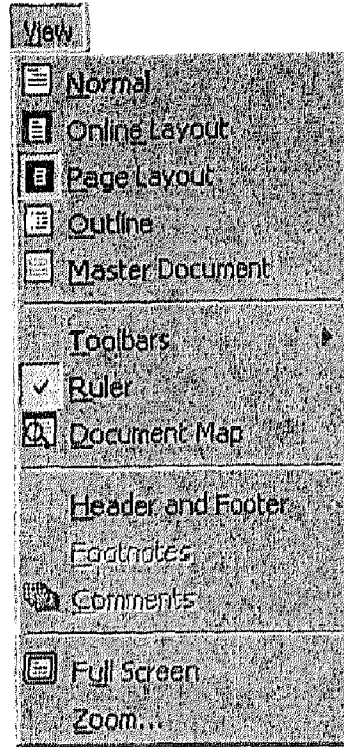 View
Normal
Online Layout
Page Layout
Outline
Master Document
Toolbars
Ruler
Document Map
Header and Footer
Footnotes
Comments
Full Screen
Zoom...